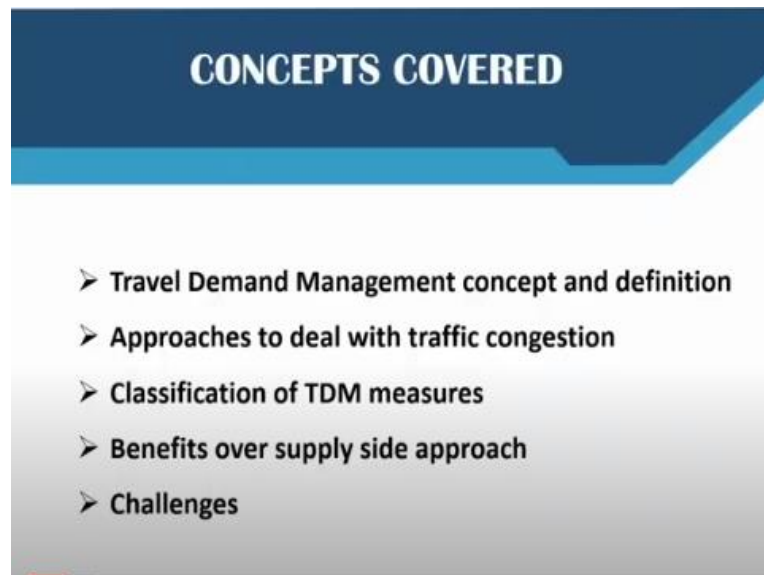 CONCEPTS COVERED
➢ Travel Demand Management concept and definition
➢ Approaches to deal with traffic congestion
➢ Classification of TDM measures
➢ Benefits over supply side approach
➢ Challenges